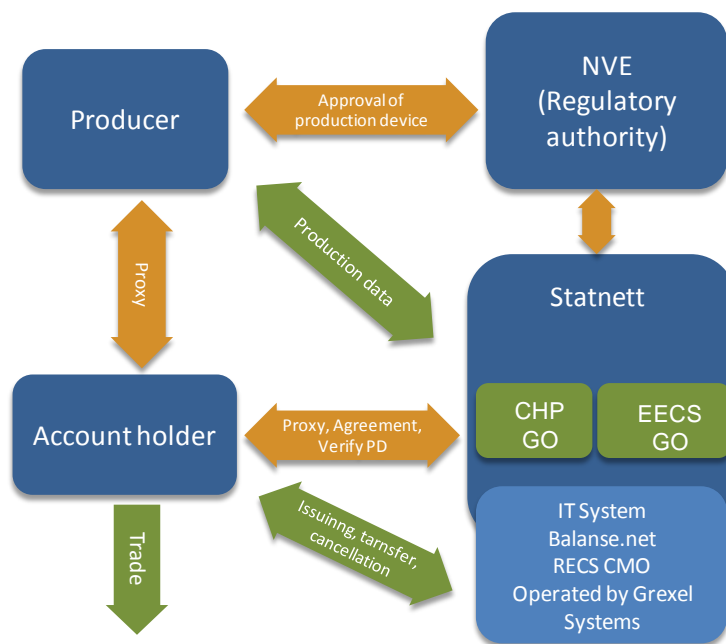 Producer
Approval of
production device
NVE
(Regulatory
authority)
Proxy
Production data
Statnett
CHP
GO
EECS
GO
Account holder
Proxy, Agreement,
Verify PD
Issuinng, tarnsfer,
cancellation
Trade
IT System
Balanse.net
RECS CMO
Operated by Grexel
Systems